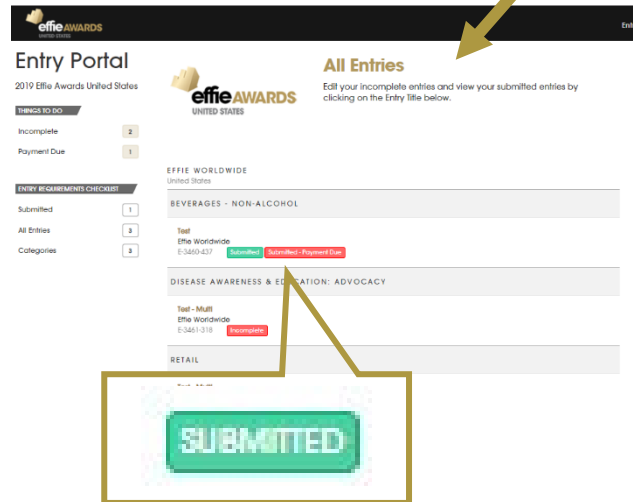 effie AWARDS
UNITED STATES
Entry Portal
2019 Effie Awards United States
THINGS TO DO
Incomplete 2
Payment Due 1
ENTRY REQUIREMENTS CHECKLIST
Submitted 1
All Entries 3
Categories 3
effie AWARDS
UNITED STATES
All Entries
Edit your incomplete entries and view your submitted entries by
clicking on the Entry Title below.
EFFIE WORLDWIDE
United States
BEVERAGES - NON-ALCOHOL
Test
Effie Worldwide
E-3460-437 Submitted Submitted - Payment Due
DISEASE AWARENESS & EDUCATION: ADVOCACY
Test - Multi
Effie Worldwide
E-3461-318 Incomplete
RETAIL
SUBMITTED